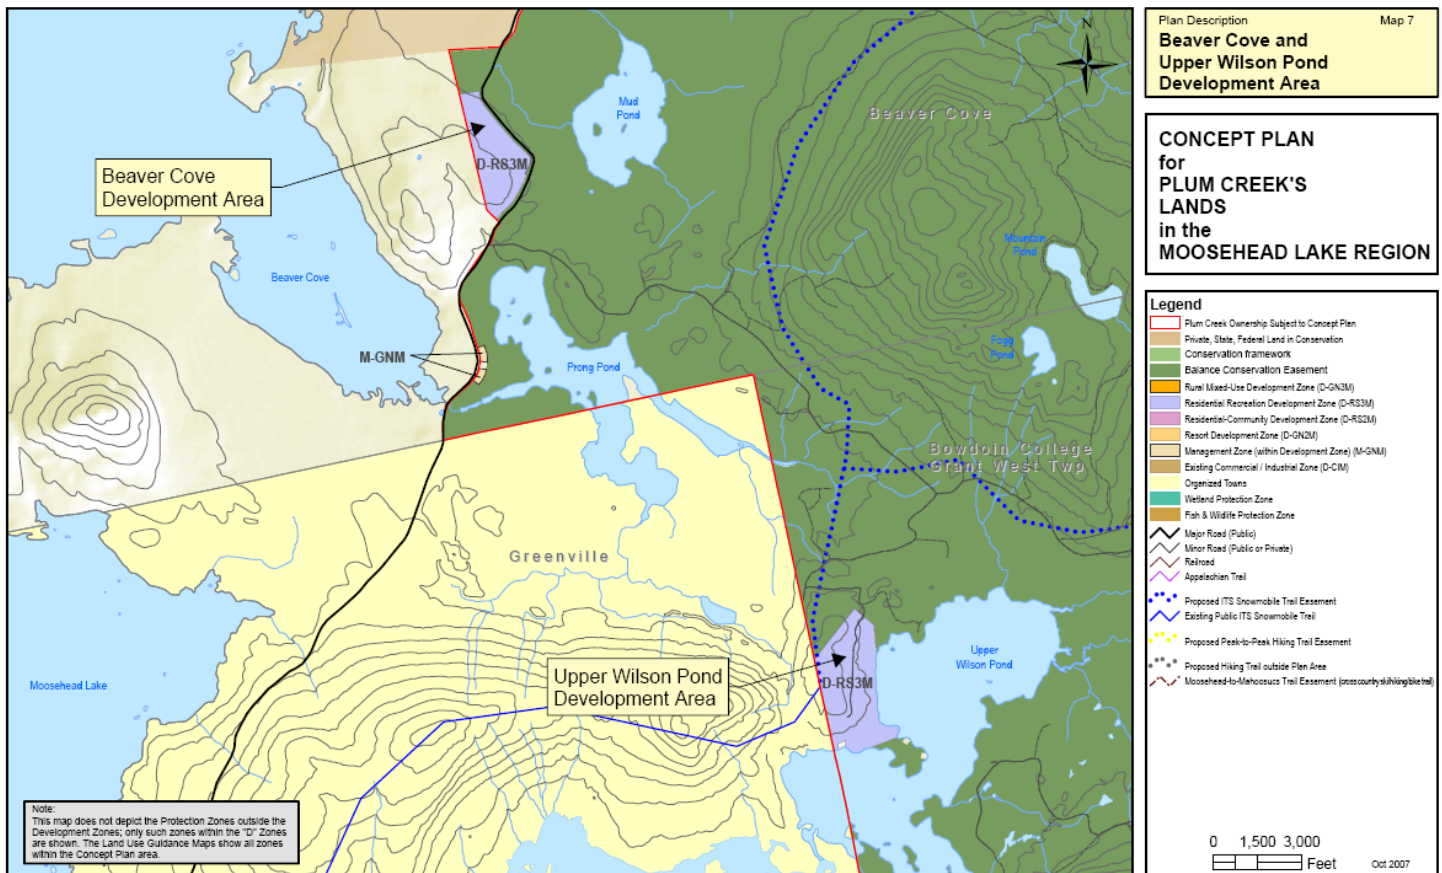 Plan Description Map 7
Beaver Cove and
Upper Wilson Pond
Development Area
CONCEPT PLAN
for
PLUM CREEK'S
LANDS
in the
MOOSEHEAD LAKE REGION
Legend
Plum Creek Ownership Subject to Concept Plan
Private, State, Federal Land in Conservation
Conservation framework
Balance Conservation Easement
Rural Mixed-Use Development Zone (D-GN3M)
Residential Recreation Development Zone (D-RS3M)
Residential-Community Development Zone (D-RS2M)
Resort Development Zone (D-GN2M)
Management Zone (within Development Zone) (M-GNM)
Existing Commercial / Industrial Zone (D-CIM)
Organized Towns
Wetland Protection Zone
Fish & Wildlife Protection Zone
Major Road (Public)
Minor Road (Public or Private)
Railroad
Appalachian Trail
Proposed ITS Snowmobile Trail Easement
Existing Public ITS Snowmobile Trail
Proposed Peak-to-Peak Hiking Trail Easement
Proposed Hiking Trail outside Plan Area
Moosehead-to-Mahoosucs Trail Easement (crosscountryski/hiking/biketrail)
0 1,500 3,000
Feet
Oct 2007
N
Mud
Pond
Beaver Cove
D-RS3M
Beaver Cove
Development Area
Mountain
Pond
Beaver Cove
Fogg
Pond
M-GNM
Prong Pond
Bowdoin College
Grant West Twp
Greenville
Upper
Wilson Pond
Upper Wilson Pond
Development Area
D-RS3M
Moosehead Lake
Note:
This map does not depict the Protection Zones outside the
Development Zones; only such zones within the "D" Zones
are shown. The Land Use Guidance Maps show all zones
within the Concept Plan area.